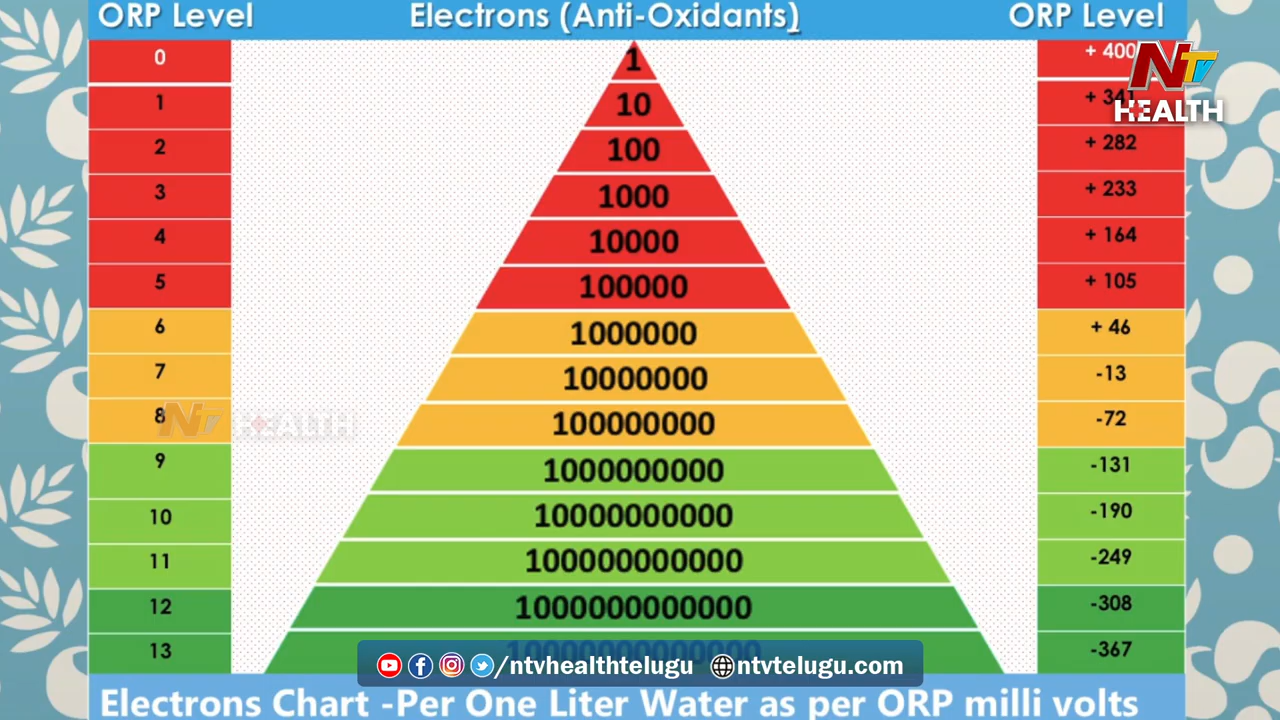 ORP Level Electrons (Anti-Oxidants) ORP Level
0 1 + 400
1 10 + 341
2 100 + 282
3 1000 + 233
4 10000 + 164
5 100000 + 105
6 1000000 + 46
7 10000000 -13
8 100000000 -72
9 1000000000 -131
10 10000000000 -190
11 100000000000 -249
12 1000000000000 -308
13 -367
NTV
HEALTH
NTV HEALTH
/ntvhealthtelugu ntvtelugu.com
Electrons Chart -Per One Liter Water as per ORP milli volts